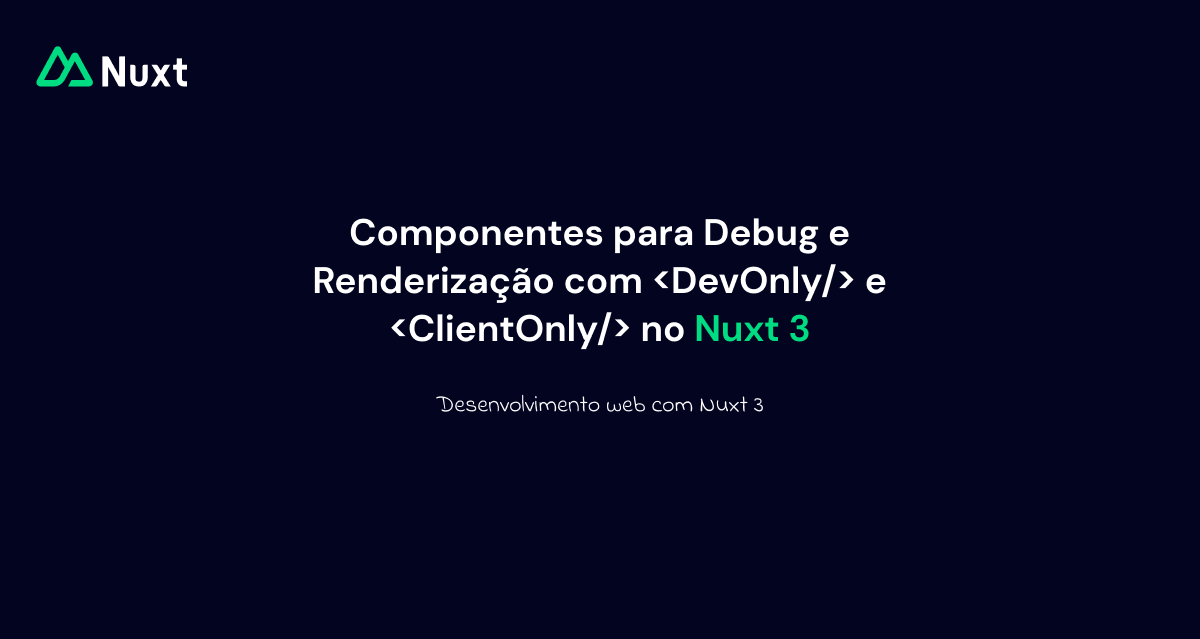 Nuxt
Componentes para Debug e
Renderização com <DevOnly/> e
<ClientOnly/> no Nuxt 3
Desenvolvimento web com Nuxt 3